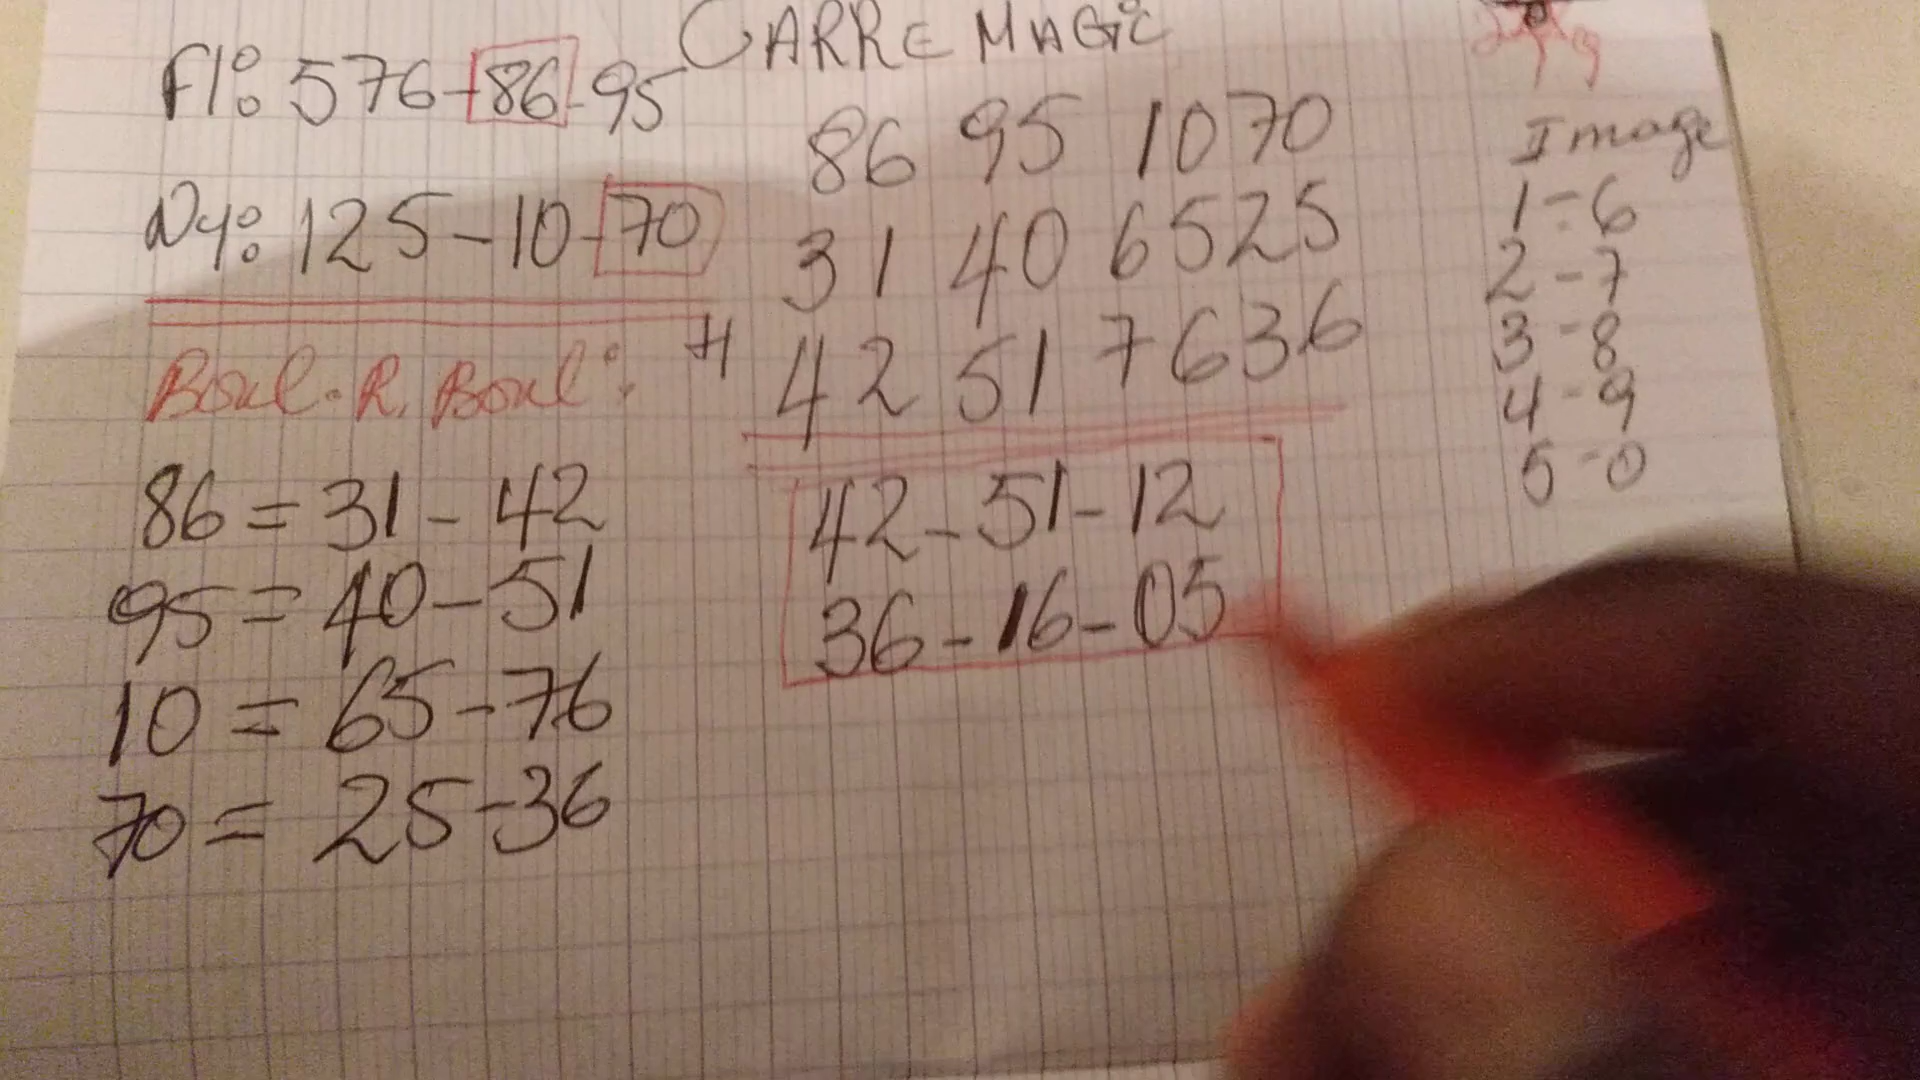 CARRE MAGIC
F1: 576-86-95
NY: 125-10-70
Boul. R. Boul:
86 = 31 - 42
95 = 40 - 51
10 = 65 - 76
70 = 25 - 36
86 95 10 70
31 40 65 25
+1
42 51 76 36
42 - 51 - 12
36 - 16 - 05
Image
1 = 6
2 - 7
3 - 8
4 - 9
5 - 0